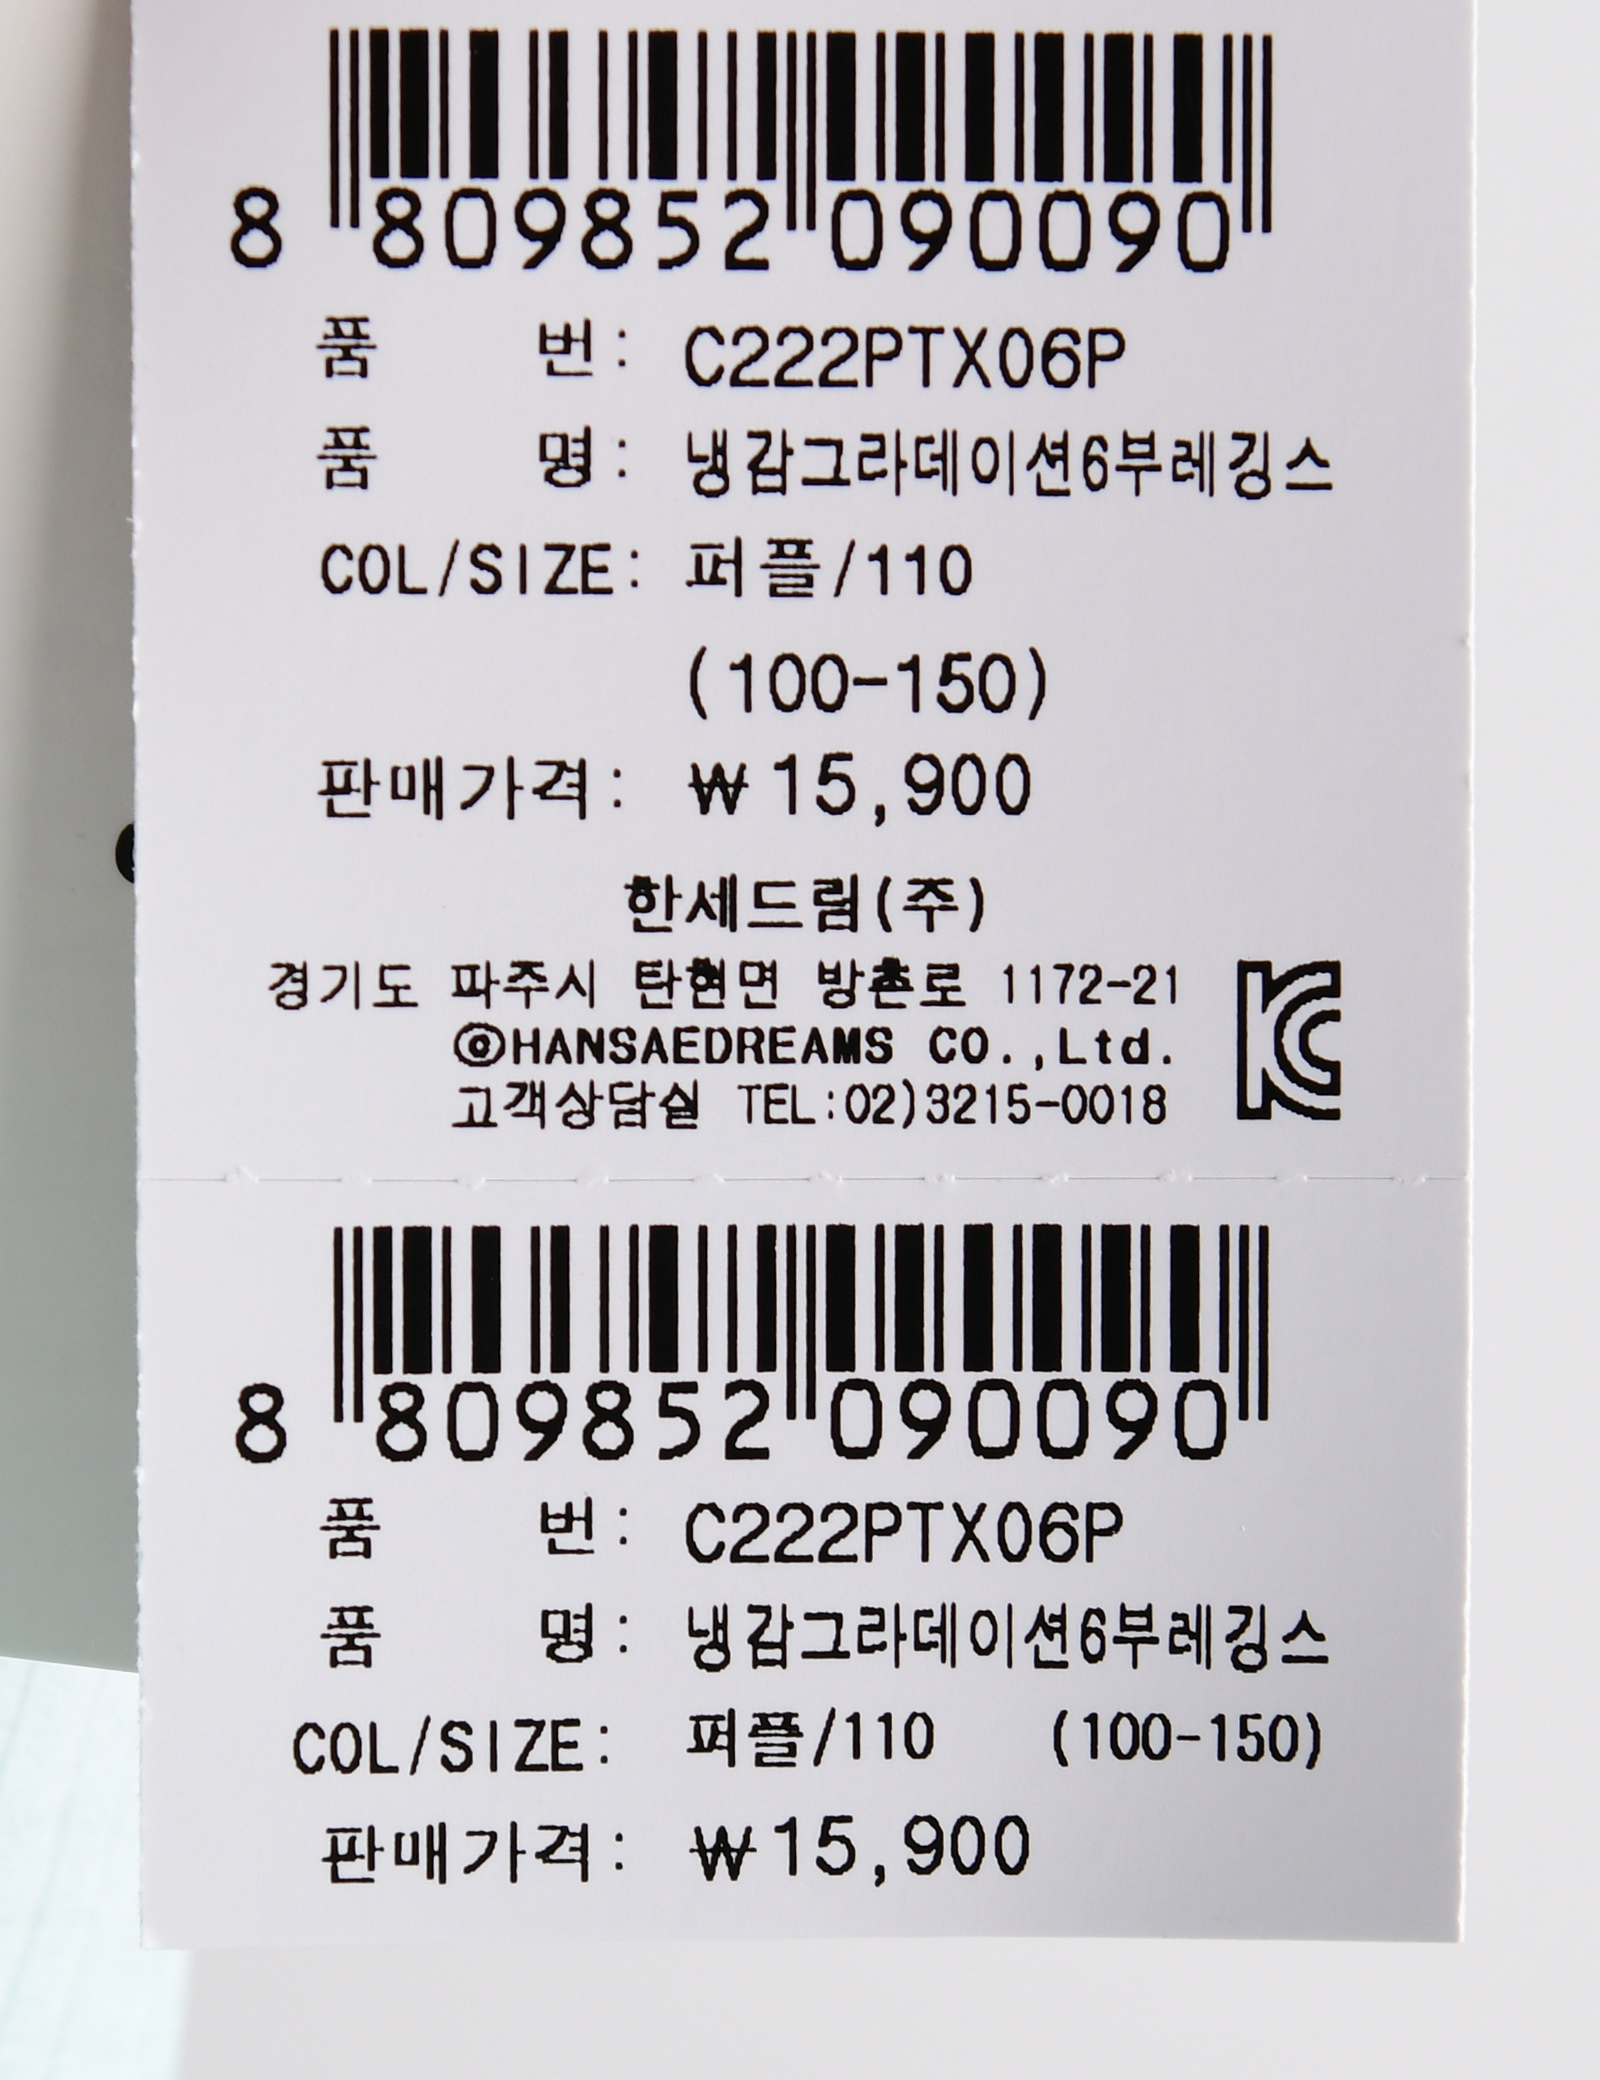 8 809852 090090
품 번: C222PTX06P
품 명: 냉감그라데이션6부레깅스
COL/SIZE: 퍼플/110
(100-150)
판매가격: ₩15,900
한세드림(주)
경기도 파주시 탄현면 방촌로 1172-21
ⓒHANSAEDREAMS CO.,Ltd.
고객상담실 TEL:02)3215-0018
KC
8 809852 090090
품 번: C222PTX06P
품 명: 냉감그라데이션6부레깅스
COL/SIZE: 퍼플/110 (100-150)
판매가격: ₩15,900